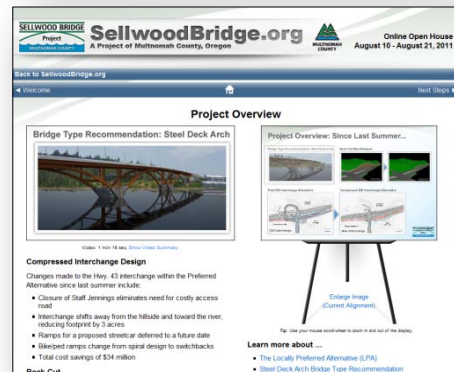 SELLWOOD BRIDGE
Project
MULTNOMAH COUNTY
SellwoodBridge.org
A Project of Multnomah County, Oregon
MULTNOMAH
COUNTY
Online Open House
August 10 - August 21, 2011
Back to SellwoodBridge.org
Welcome
Next Steps
Project Overview
Bridge Type Recommendation: Steel Deck Arch
Video: 1 min 18 sec Show Video Summary
Compressed Interchange Design
Changes made to the Hwy. 43 interchange within the Preferred
Alternative since last summer include:
Closure of Staff Jennings eliminates need for costly access
road
Interchange shifts away from the hillside and toward the river,
reducing footprint by 3 acres
Ramps for a proposed streetcar deferred to a future date
Bike/ped ramps change from spiral design to switchbacks
Total cost savings of $34 million
Rock Cut
Project Overview: Since Last Summer...
Enlarge Image
(Current Alignment)
Tip: Use your mouse scroll-wheel to zoom in and out of the display.
Learn more about ...
The Locally Preferred Alternative (LPA)
Steel Deck Arch Bridge Type Recommendation